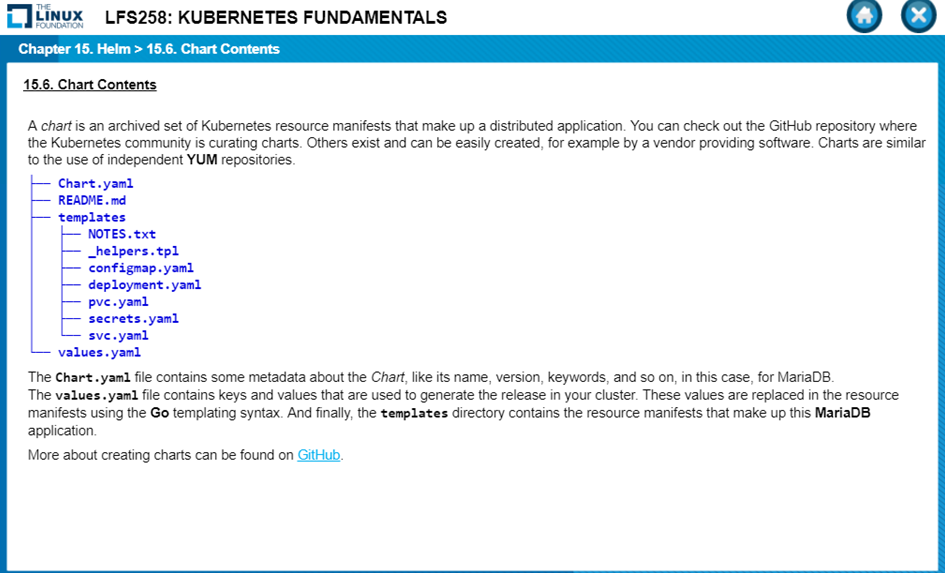 THE
LINUX
FOUNDATION
LFS258: KUBERNETES FUNDAMENTALS
Chapter 15. Helm > 15.6. Chart Contents
15.6. Chart Contents
A chart is an archived set of Kubernetes resource manifests that make up a distributed application. You can check out the GitHub repository where
the Kubernetes community is curating charts. Others exist and can be easily created, for example by a vendor providing software. Charts are similar
to the use of independent YUM repositories.
├── Chart.yaml
├── README.md
├── templates
│   ├── NOTES.txt
│   ├── _helpers.tpl
│   ├── configmap.yaml
│   ├── deployment.yaml
│   ├── pvc.yaml
│   ├── secrets.yaml
│   └── svc.yaml
└── values.yaml
The Chart.yaml file contains some metadata about the Chart, like its name, version, keywords, and so on, in this case, for MariaDB.
The values.yaml file contains keys and values that are used to generate the release in your cluster. These values are replaced in the resource
manifests using the Go templating syntax. And finally, the templates directory contains the resource manifests that make up this MariaDB
application.
More about creating charts can be found on GitHub.